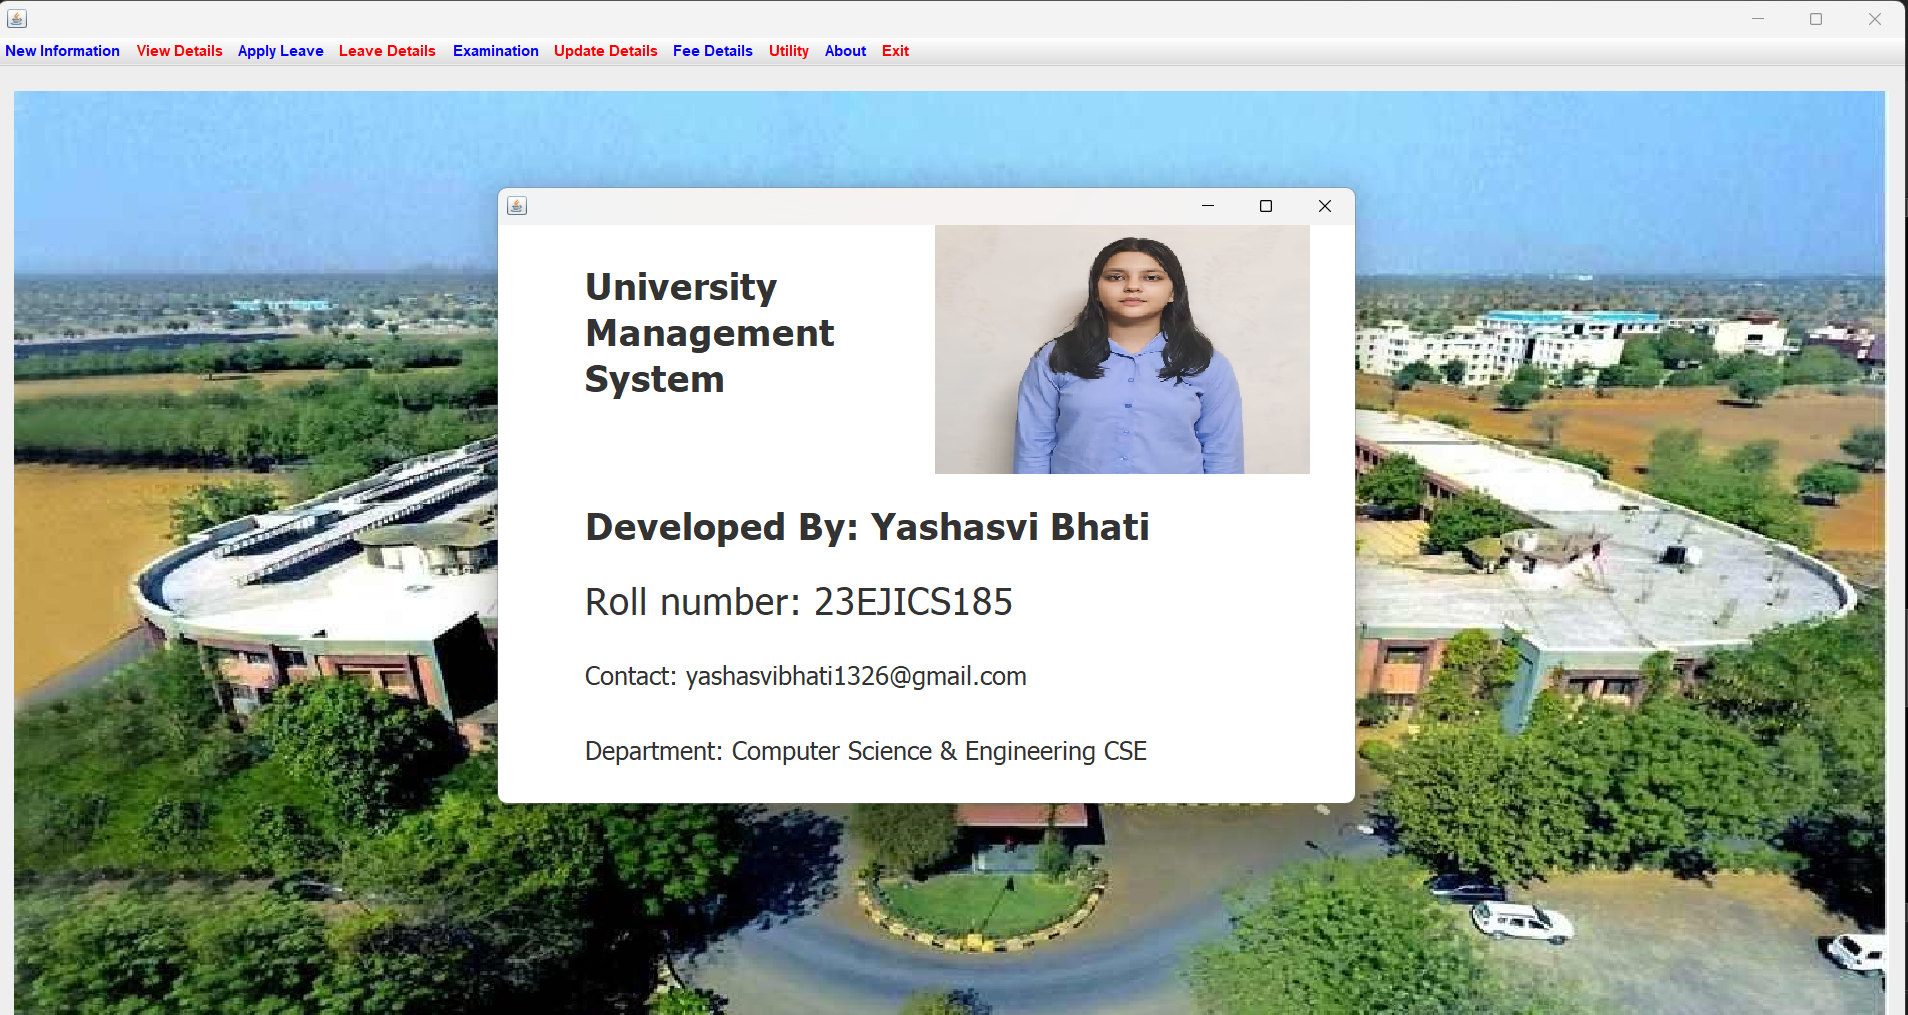 New Information View Details Apply Leave Leave Details Examination Update Details Fee Details Utility About Exit
University
Management
System
Developed By: Yashasvi Bhati
Roll number: 23EJICS185
Contact: yashasvibhati1326@gmail.com
Department: Computer Science & Engineering CSE